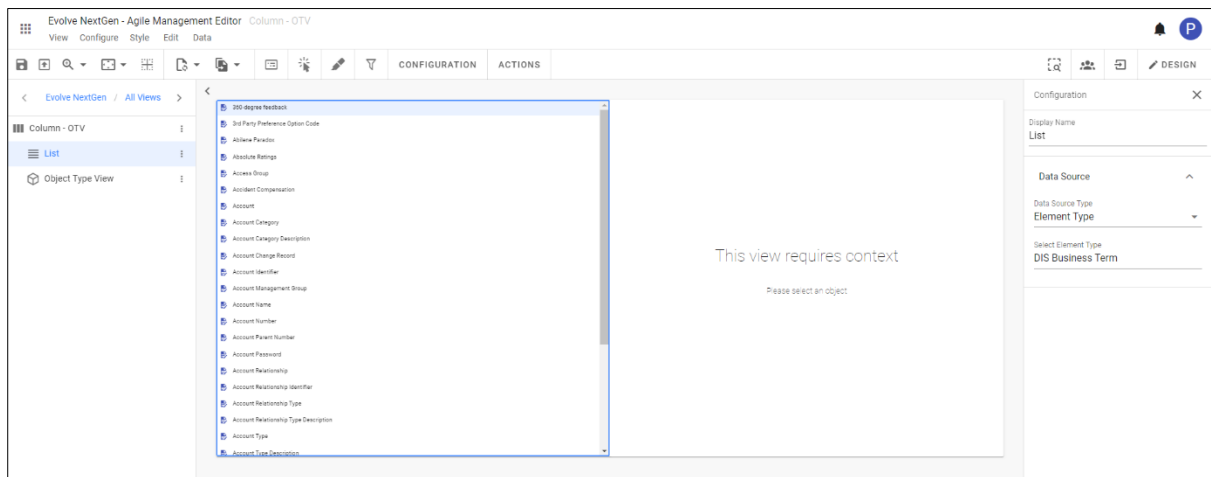 Evolve NextGen - Agile Management Editor Column - OTV
View Configure Style Edit Data
P
CONFIGURATION ACTIONS
DESIGN
Evolve NextGen / All Views
Column - OTV
List
Object Type View
360 degree feedback
3rd Party Preference Option Code
Abilene Paradox
Absolute Ratings
Access Group
Accident Compensation
Account
Account Category
Account Category Description
Account Change Record
Account Identifier
Account Management Group
Account Name
Account Number
Account Parent Number
Account Password
Account Relationship
Account Relationship Identifier
Account Relationship Type
Account Relationship Type Description
Account Type
Account Type Description
This view requires context
Please select an object
Configuration
Display Name
List
Data Source
Data Source Type
Element Type
Select Element Type
DIS Business Term